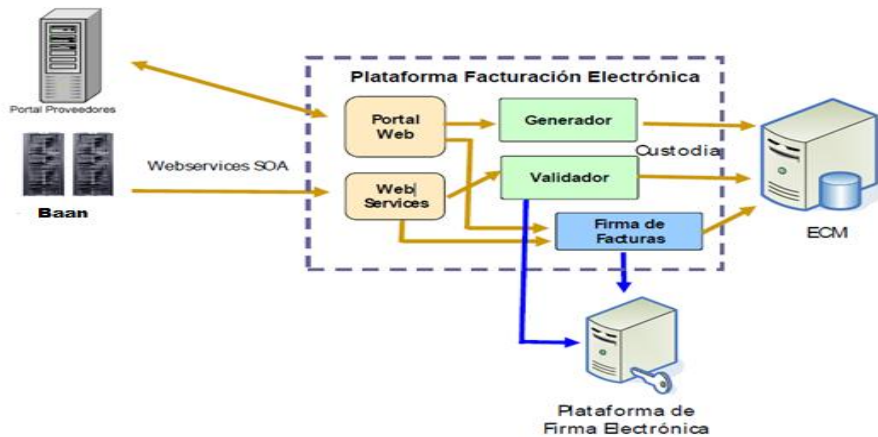 Portal Proveedores
Baan
Webservices SOA
Plataforma Facturación Electrónica
Portal
Web
Web
Services
Generador
Validador
Firma de
Facturas
Custodia
ECM
Plataforma de
Firma Electrónica